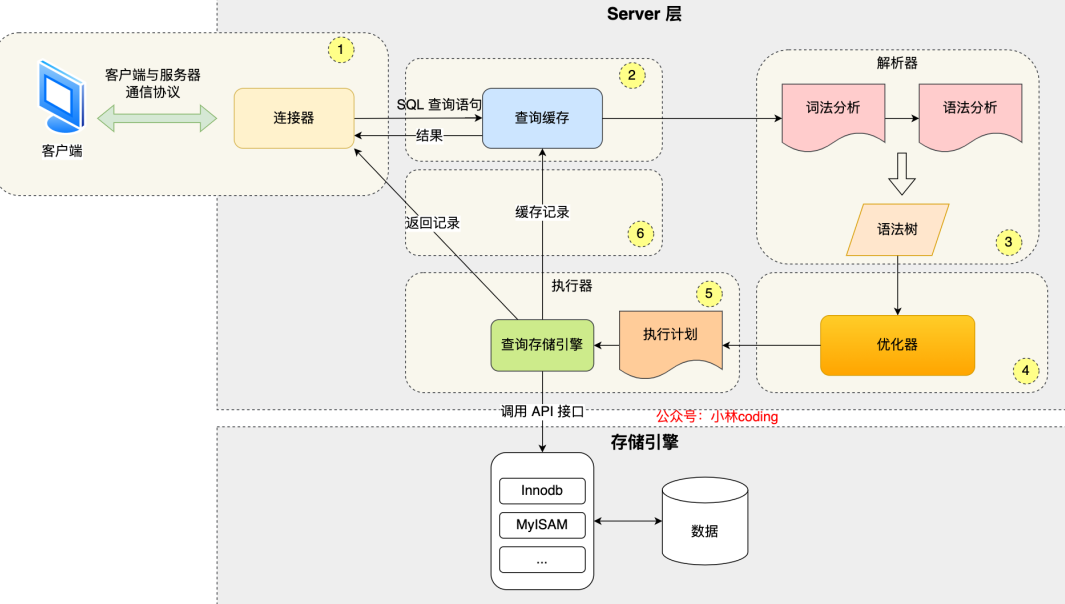 Server 层
1
客户端与服务器
通信协议
客户端
连接器
SQL 查询语句
结果
2
查询缓存
解析器
词法分析
语法分析
语法树
3
返回记录
缓存记录
6
执行器
5
查询存储引擎
执行计划
优化器
4
调用 API 接口
公众号：小林coding
存储引擎
Innodb
MyISAM
...
数据